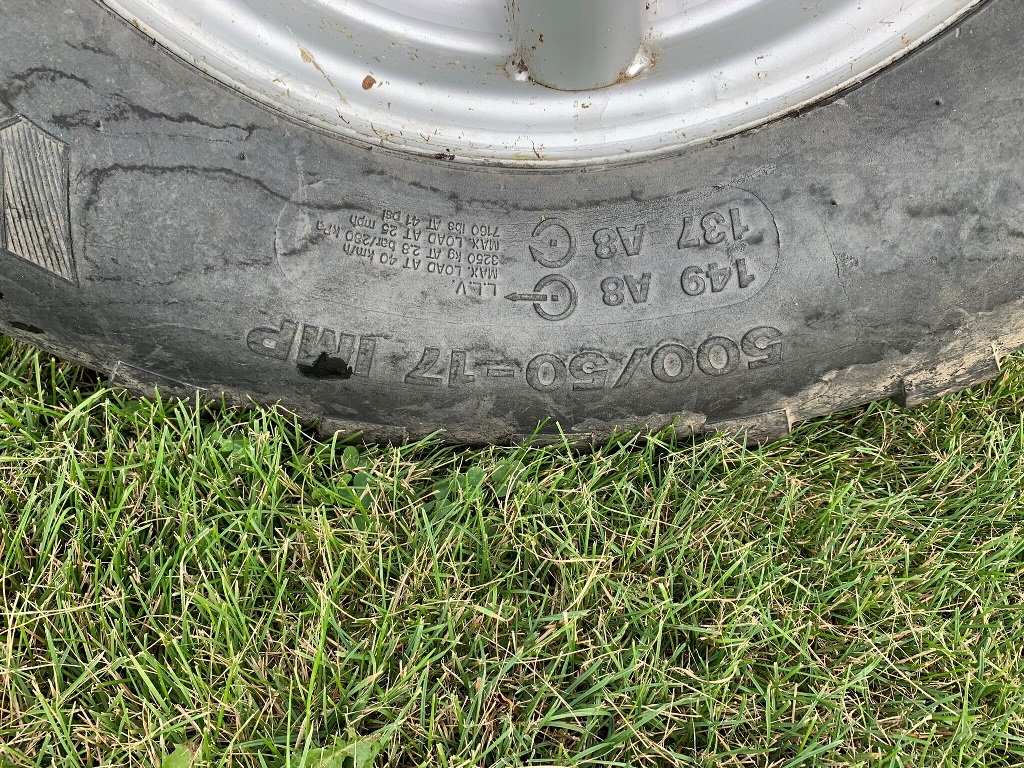 500/50-17 IMP
149 A8
137 A8
L.E.V.
MAX. LOAD AT 40 km/h
3250 kg AT 2.8 bar/280 kPa
MAX. LOAD AT 25 mph
7160 lbs AT 41 psi